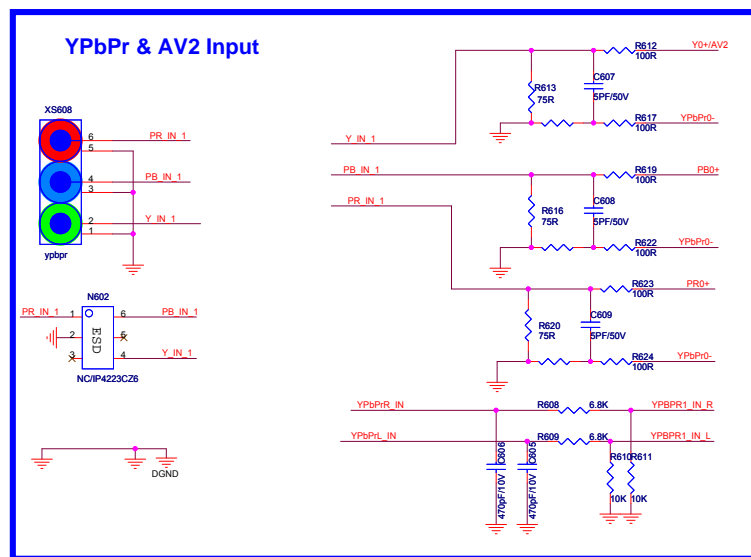 YPbPr & AV2 Input
XS608
6
PR_IN_1
5
4
PB_IN_1
3
2
Y_IN_1
1
ypbpr
N602
PR_IN_1
1
6
PB_IN_1
2
ESD
5
3
4
Y_IN_1
NC/IP4223CZ6
DGND
R612
Y0+/AV2
100R
C607
R613
75R
5PF/50V
R617
YPbPr0-
100R
Y_IN_1
PB_IN_1
R619
PB0+
100R
PR_IN_1
C608
R616
75R
5PF/50V
R622
YPbPr0-
100R
R623
PR0+
100R
C609
R620
75R
5PF/50V
R624
YPbPr0-
100R
YPbPrR_IN
R608
6.8K
YPBPR1_IN_R
YPbPrL_IN
R609
6.8K
YPBPR1_IN_L
C606
470pF/10V
C605
470pF/10V
R610
R611
10K
10K